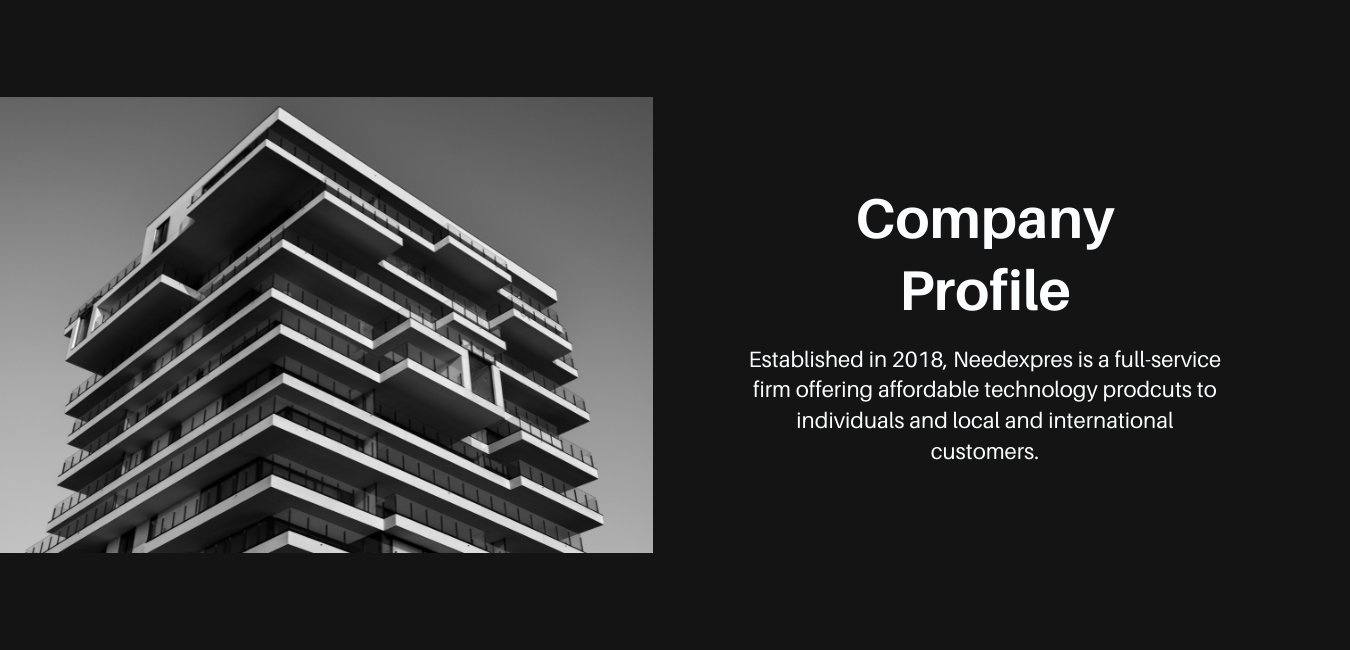 Company
Profile
Established in 2018, Needexpres is a full-service
firm offering affordable technology prodcuts to
individuals and local and international
customers.